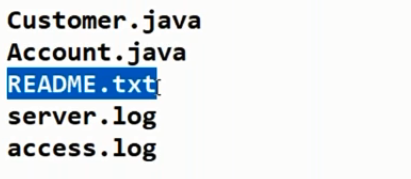 Customer.java
Account.java
README.txt
server.log
access.log